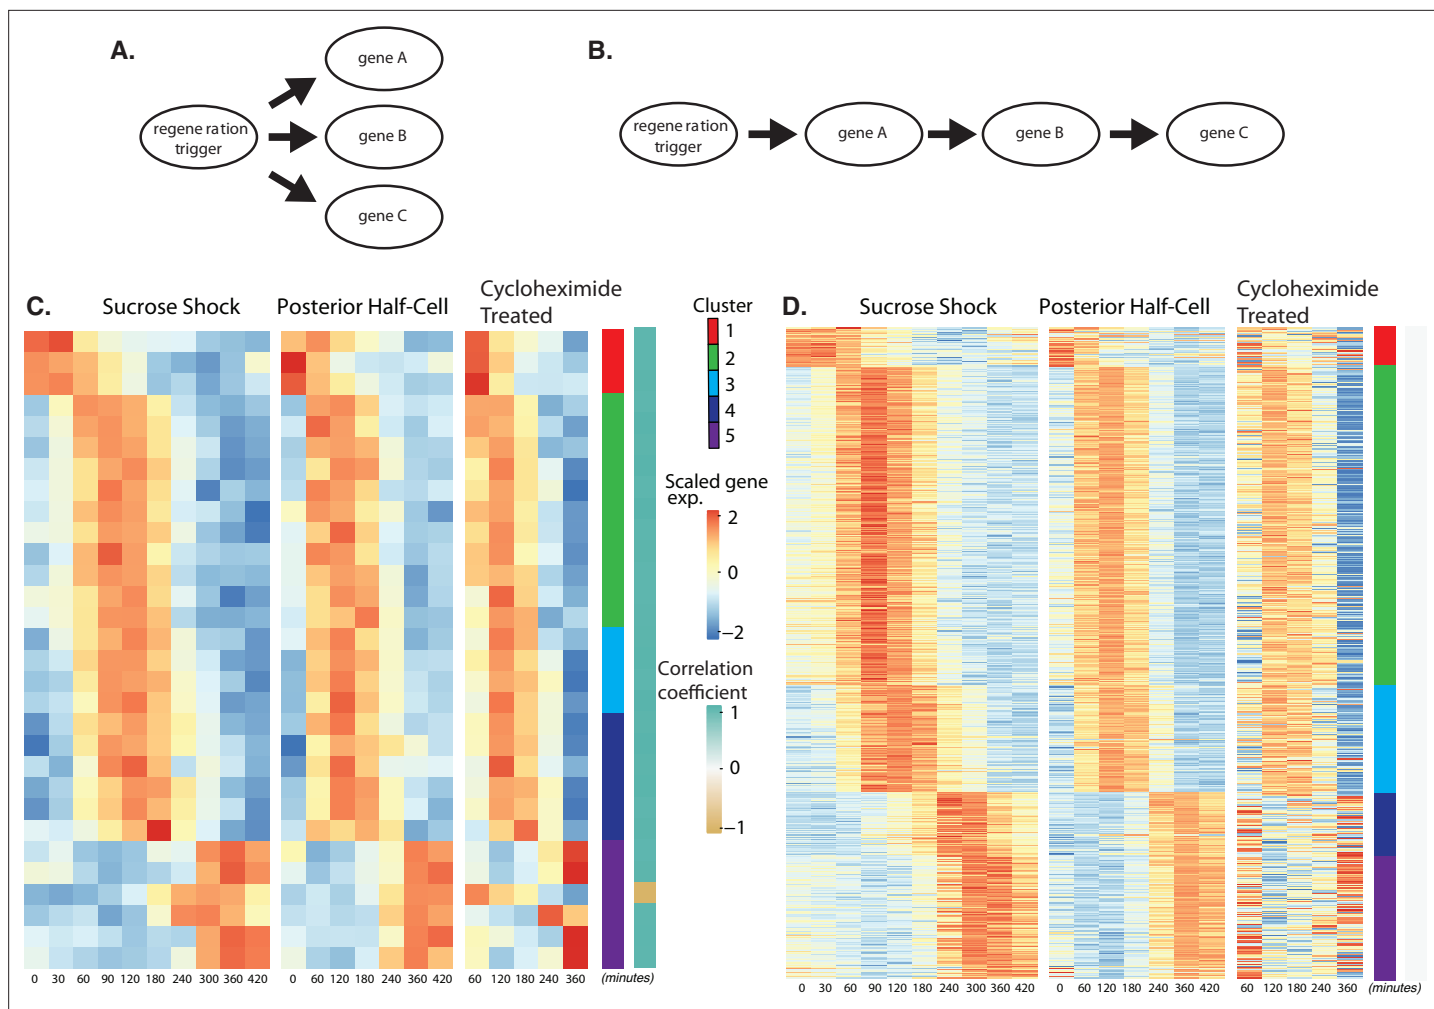 A.
gene A
regene ration
trigger
gene B
gene C
B.
regene ration
trigger
gene A
gene B
gene C
C.
Sucrose Shock
Posterior Half-Cell
Cycloheximide
Treated
0 30 60 90 120 180 240 300 360 420
0 60 120 180 240 360 420
60 120 180 240 360
(minutes)
Cluster
1
2
3
4
5
Scaled gene
exp.
2
0
−2
Correlation
coefficient
1
0
−1
D.
Sucrose Shock
Posterior Half-Cell
Cycloheximide
Treated
0 30 60 90 120 180 240 300 360 420
0 60 120 180 240 360 420
60 120 180 240 360
(minutes)